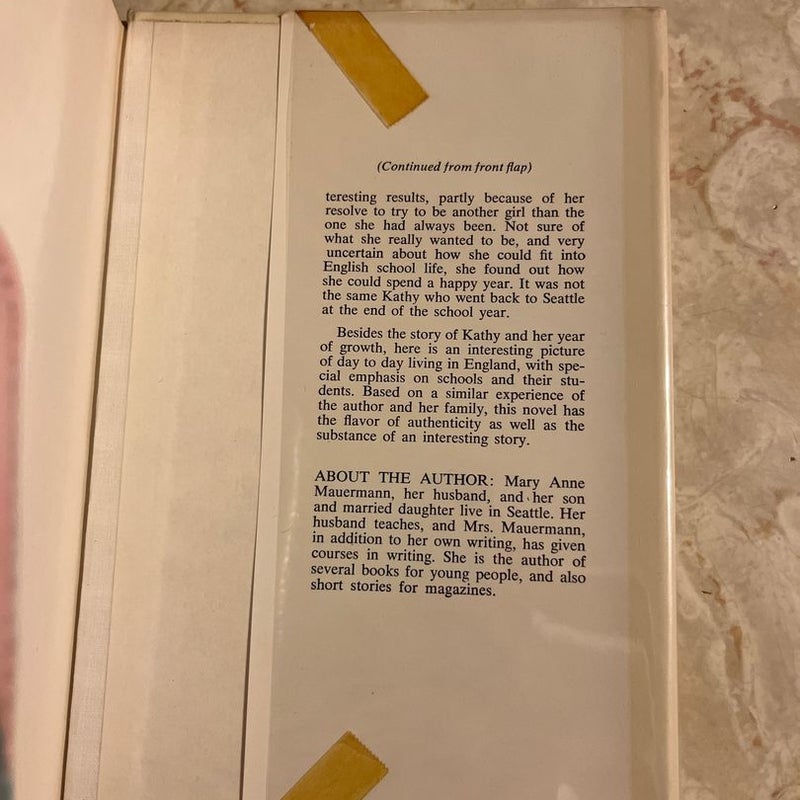 (Continued from front flap)
teresting results, partly because of her
resolve to try to be another girl than the
one she had always been. Not sure of
what she really wanted to be, and very
uncertain about how she could fit into
English school life, she found out how
she could spend a happy year. It was not
the same Kathy who went back to Seattle
at the end of the school year.
Besides the story of Kathy and her year
of growth, here is an interesting picture
of day to day living in England, with spe-
cial emphasis on schools and their stu-
dents. Based on a similar experience of
the author and her family, this novel has
the flavor of authenticity as well as the
substance of an interesting story.
ABOUT THE AUTHOR: Mary Anne
Mauermann, her husband, and her son
and married daughter live in Seattle. Her
husband teaches, and Mrs. Mauermann,
in addition to her own writing, has given
courses in writing. She is the author of
several books for young people, and also
short stories for magazines.